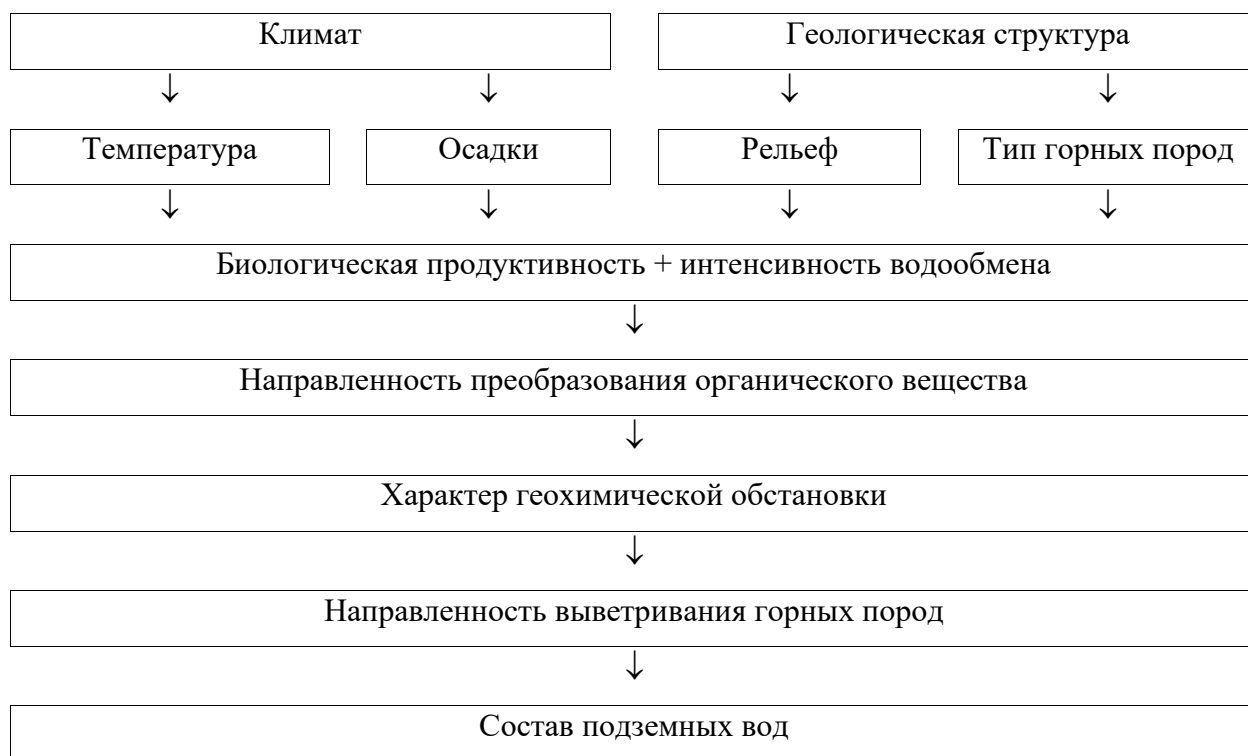 Климат
Геологическая структура
Температура
Осадки
Рельеф
Тип горных пород
Биологическая продуктивность + интенсивность водообмена
Направленность преобразования органического вещества
Характер геохимической обстановки
Направленность выветривания горных пород
Состав подземных вод